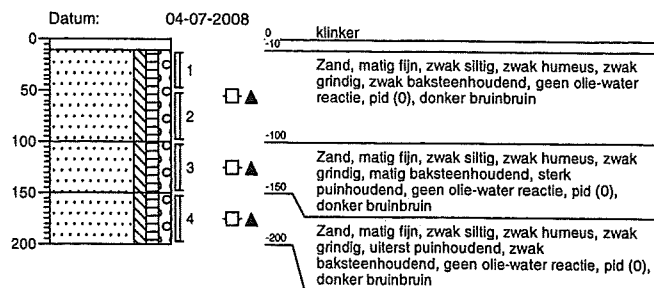 Datum: 04-07-2008
0
50
100
150
200
1
2
3
4
0
-10
klinker
Zand, matig fijn, zwak siltig, zwak humeus, zwak
grindig, zwak baksteenhoudend, geen olie-water
reactie, pid (0), donker bruinbruin
-100
Zand, matig fijn, zwak siltig, zwak humeus, zwak
grindig, matig baksteenhoudend, sterk
puinhoudend, geen olie-water reactie, pid (0),
donker bruinbruin
-150
Zand, matig fijn, zwak siltig, zwak humeus, zwak
grindig, uiterst puinhoudend, zwak
baksteenhoudend, geen olie-water reactie, pid (0),
donker bruinbruin
-200